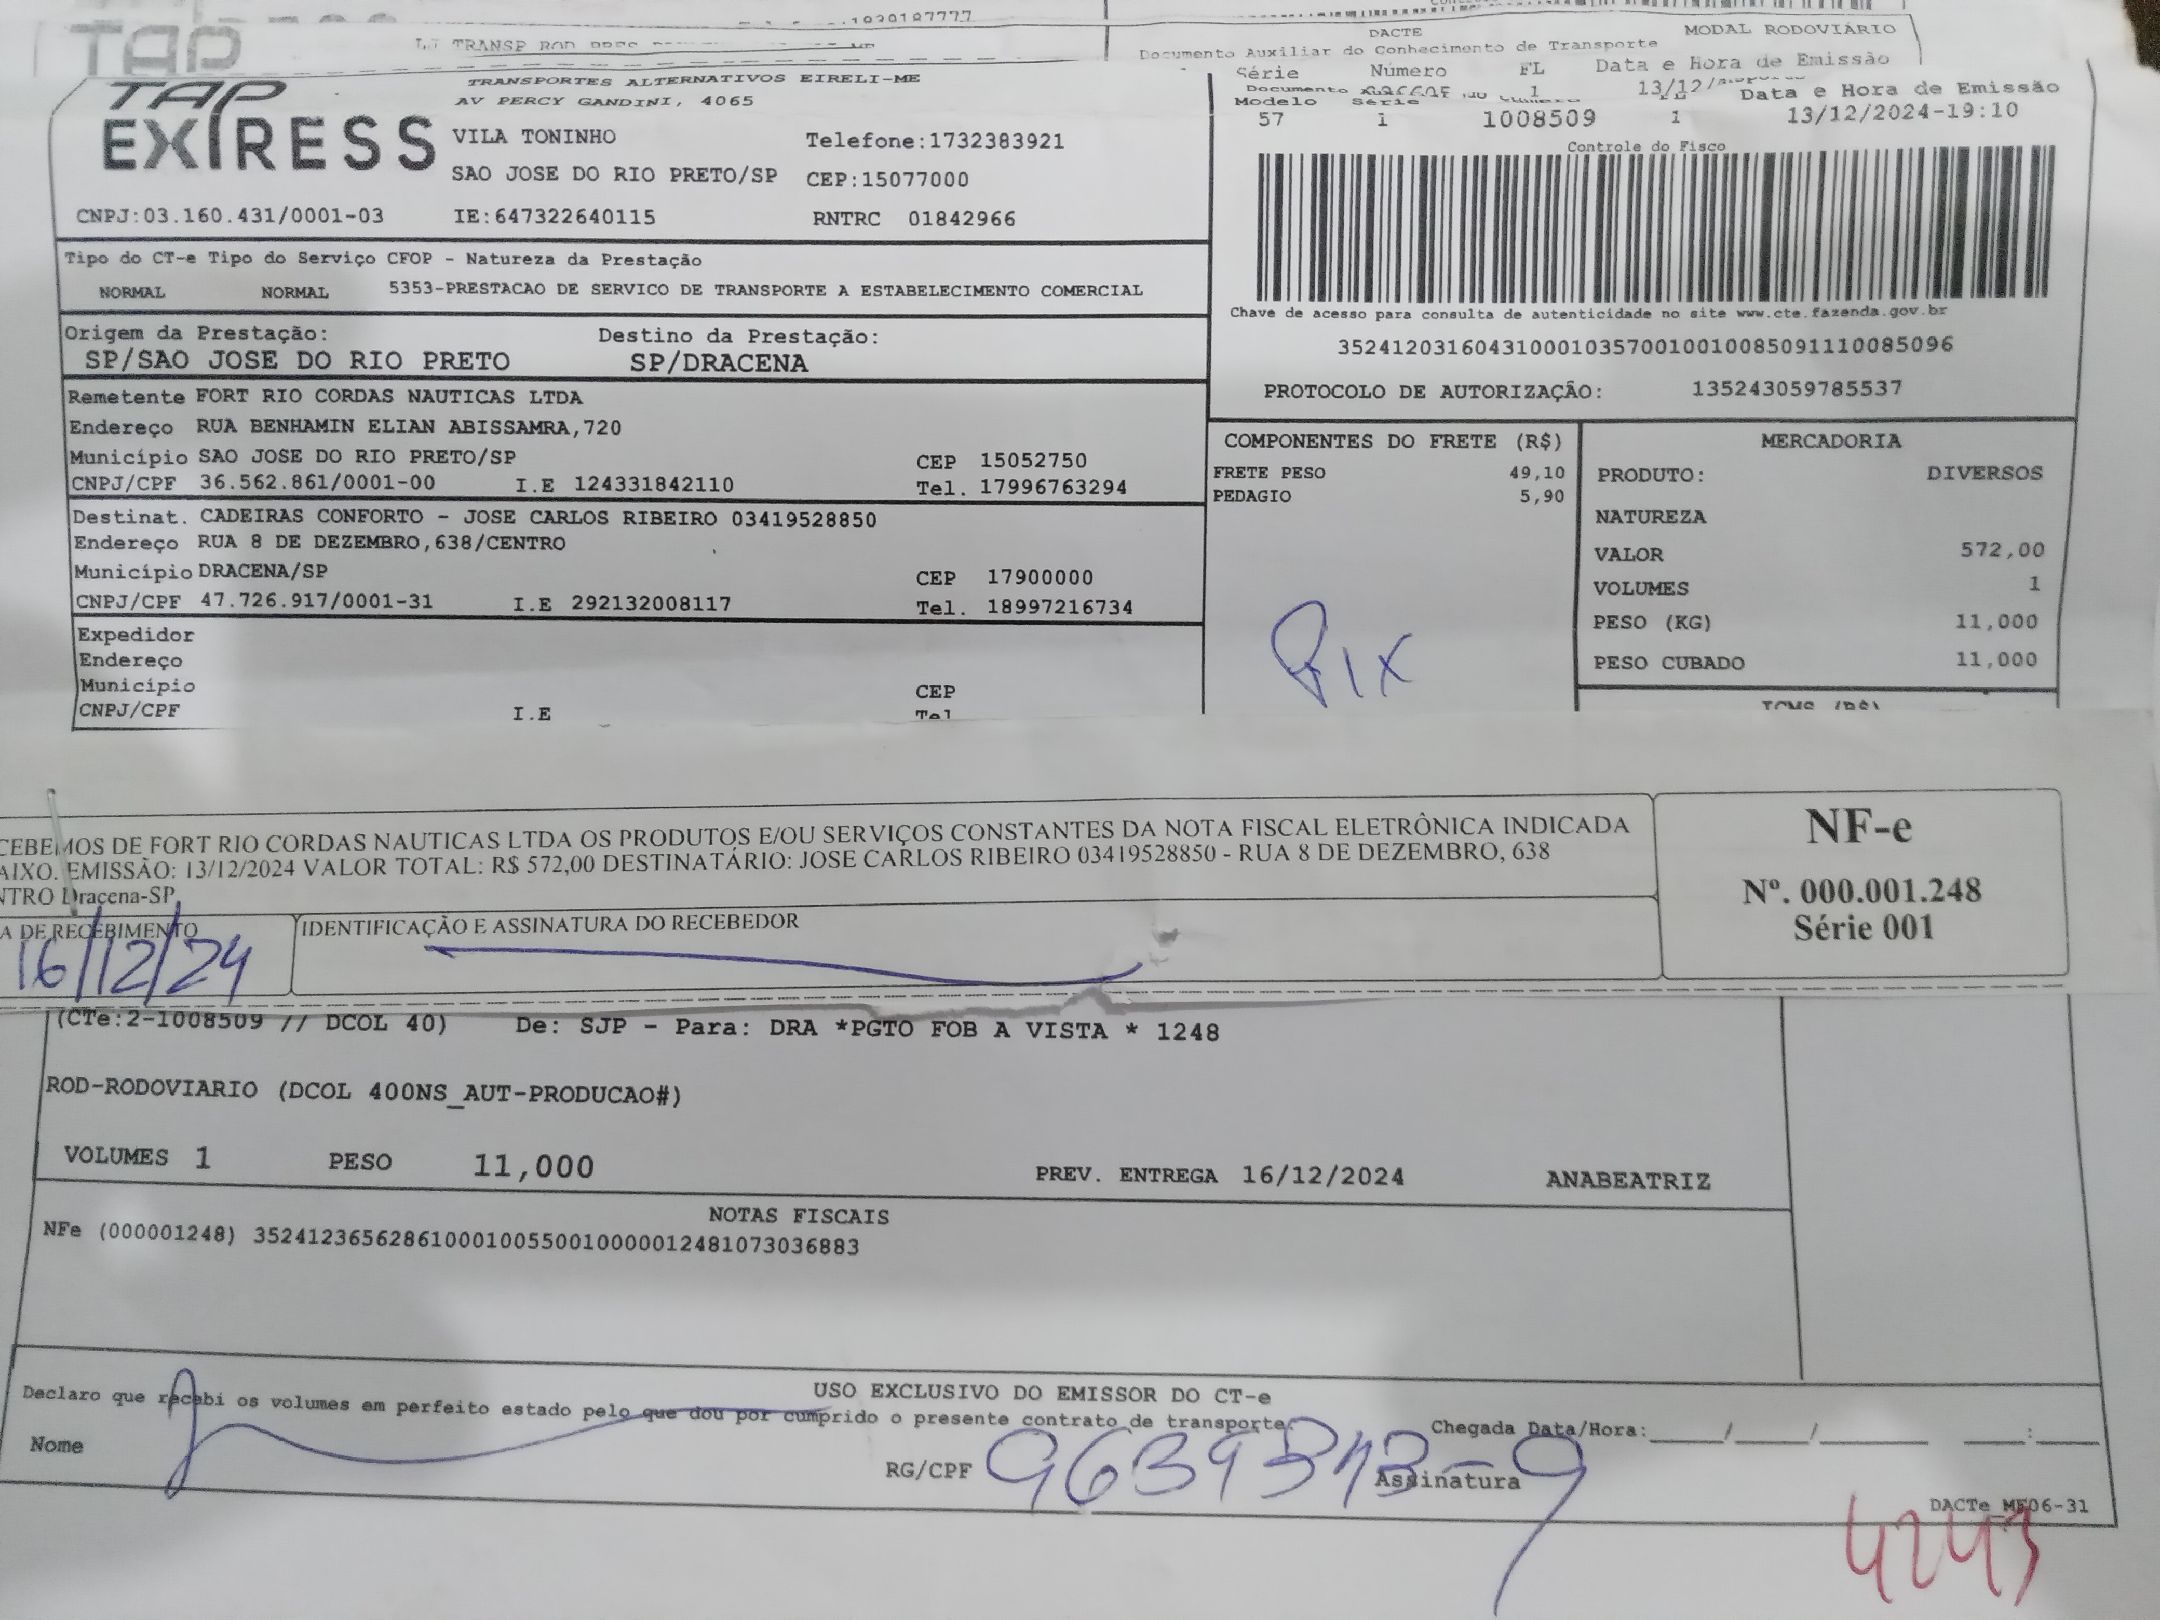 TAP
DACTE
MODAL RODOVIÁRIO
Documento Auxiliar do Conhecimento de Transporte
Série Número FL Data e Hora de Emissão
TAP EXPRESS
TRANSPORTES ALTERNATIVOS EIRELI-ME
AV PERCY GANDINI, 4065
VILA TONINHO Telefone:1732383921
SAO JOSE DO RIO PRETO/SP CEP:15077000
CNPJ:03.160.431/0001-03 IE:647322640115 RNTRC 01842966
Data e Hora de Emissão
Modelo Série
57 1 1008509 1 13/12/2024-19:10
Controle do Fisco
Tipo do CT-e Tipo do Serviço CFOP - Natureza da Prestação
NORMAL NORMAL 5353-PRESTACAO DE SERVICO DE TRANSPORTE A ESTABELECIMENTO COMERCIAL
Chave de acesso para consulta de autenticidade no site www.cte.fazenda.gov.br
35241203160431000103570010010085091110085096
PROTOCOLO DE AUTORIZAÇÃO: 135243059785537
Origem da Prestação: Destino da Prestação:
SP/SAO JOSE DO RIO PRETO SP/DRACENA
Remetente FORT RIO CORDAS NAUTICAS LTDA
Endereço RUA BENHAMIN ELIAN ABISSAMRA,720
Município SAO JOSE DO RIO PRETO/SP CEP 15052750
CNPJ/CPF 36.562.861/0001-00 I.E 124331842110 Tel. 17996763294
Destinat. CADEIRAS CONFORTO - JOSE CARLOS RIBEIRO 03419528850
Endereço RUA 8 DE DEZEMBRO,638/CENTRO
Município DRACENA/SP CEP 17900000
CNPJ/CPF 47.726.917/0001-31 I.E 292132008117 Tel. 18997216734
Expedidor
Endereço
Município CEP
CNPJ/CPF I.E Tel
COMPONENTES DO FRETE (R$)
FRETE PESO 49,10
PEDAGIO 5,90
Pix
MERCADORIA
PRODUTO: DIVERSOS
NATUREZA
VALOR 572,00
VOLUMES 1
PESO (KG) 11,000
PESO CUBADO 11,000
ICMS (R$)
CEBEMOS DE FORT RIO CORDAS NAUTICAS LTDA OS PRODUTOS E/OU SERVIÇOS CONSTANTES DA NOTA FISCAL ELETRÔNICA INDICADA
AIXO. EMISSÃO: 13/12/2024 VALOR TOTAL: R$ 572,00 DESTINATÁRIO: JOSE CARLOS RIBEIRO 03419528850 - RUA 8 DE DEZEMBRO, 638
NTRO Dracena-SP
A DE RECEBIMENTO IDENTIFICAÇÃO E ASSINATURA DO RECEBEDOR
16/12/24
NF-e
Nº. 000.001.248
Série 001
(CTe:2-1008509 // DCOL 40) De: SJP - Para: DRA *PGTO FOB A VISTA * 1248
ROD-RODOVIARIO (DCOL 400NS_AUT-PRODUCAO#)
VOLUMES 1 PESO 11,000 PREV. ENTREGA 16/12/2024 ANABEATRIZ
NOTAS FISCAIS
NFe (000001248) 35241236562861000100550010000012481073036883
USO EXCLUSIVO DO EMISSOR DO CT-e
Declaro que recebi os volumes em perfeito estado pelo que dou por cumprido o presente contrato de transporte.
Chegada Data/Hora:____/____/______ ___:___
Nome RG/CPF Assinatura
DACTe MF06-31
4243